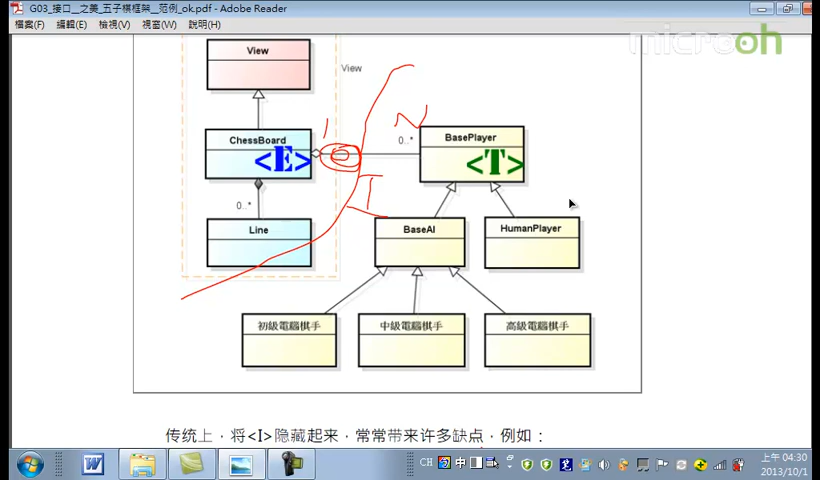 G03_接口__之美_五子棋框架__范例_ok.pdf - Adobe Reader
檔案(F) 編輯(E) 檢視(V) 視窗(W) 說明(H)
microoh
View
View
ChessBoard
<E>
1
N
0..*
BasePlayer
<T>
I
0..*
Line
BaseAI
HumanPlayer
初級電腦棋手
中級電腦棋手
高級電腦棋手
传统上，将<I>隐藏起来，常常带来许多缺点，例如：
CH
中
上午 04:30
2013/10/1